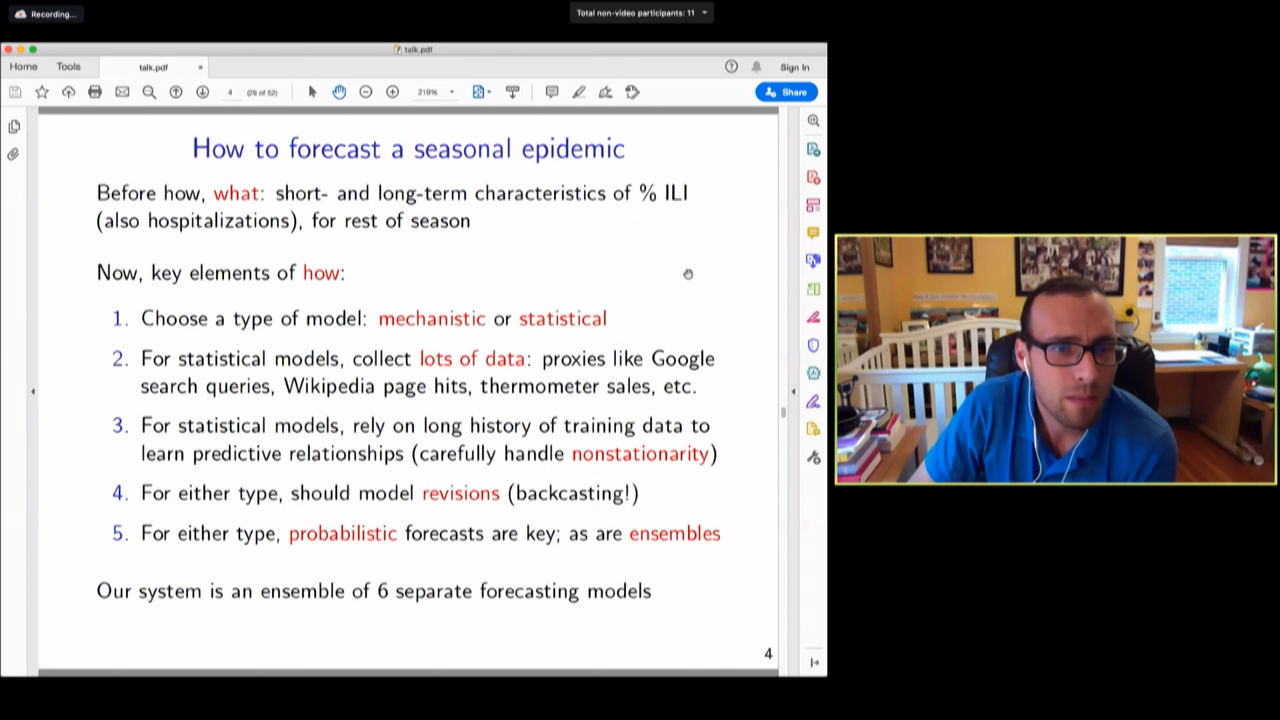 Recording...
Total non-video participants: 11
talk.pdf
Home Tools talk.pdf × Sign In
4 (29 of 52) 219% Share
How to forecast a seasonal epidemic
Before how, what: short- and long-term characteristics of % ILI
(also hospitalizations), for rest of season
Now, key elements of how:
1. Choose a type of model: mechanistic or statistical
2. For statistical models, collect lots of data: proxies like Google
search queries, Wikipedia page hits, thermometer sales, etc.
3. For statistical models, rely on long history of training data to
learn predictive relationships (carefully handle nonstationarity)
4. For either type, should model revisions (backcasting!)
5. For either type, probabilistic forecasts are key; as are ensembles
Our system is an ensemble of 6 separate forecasting models
4